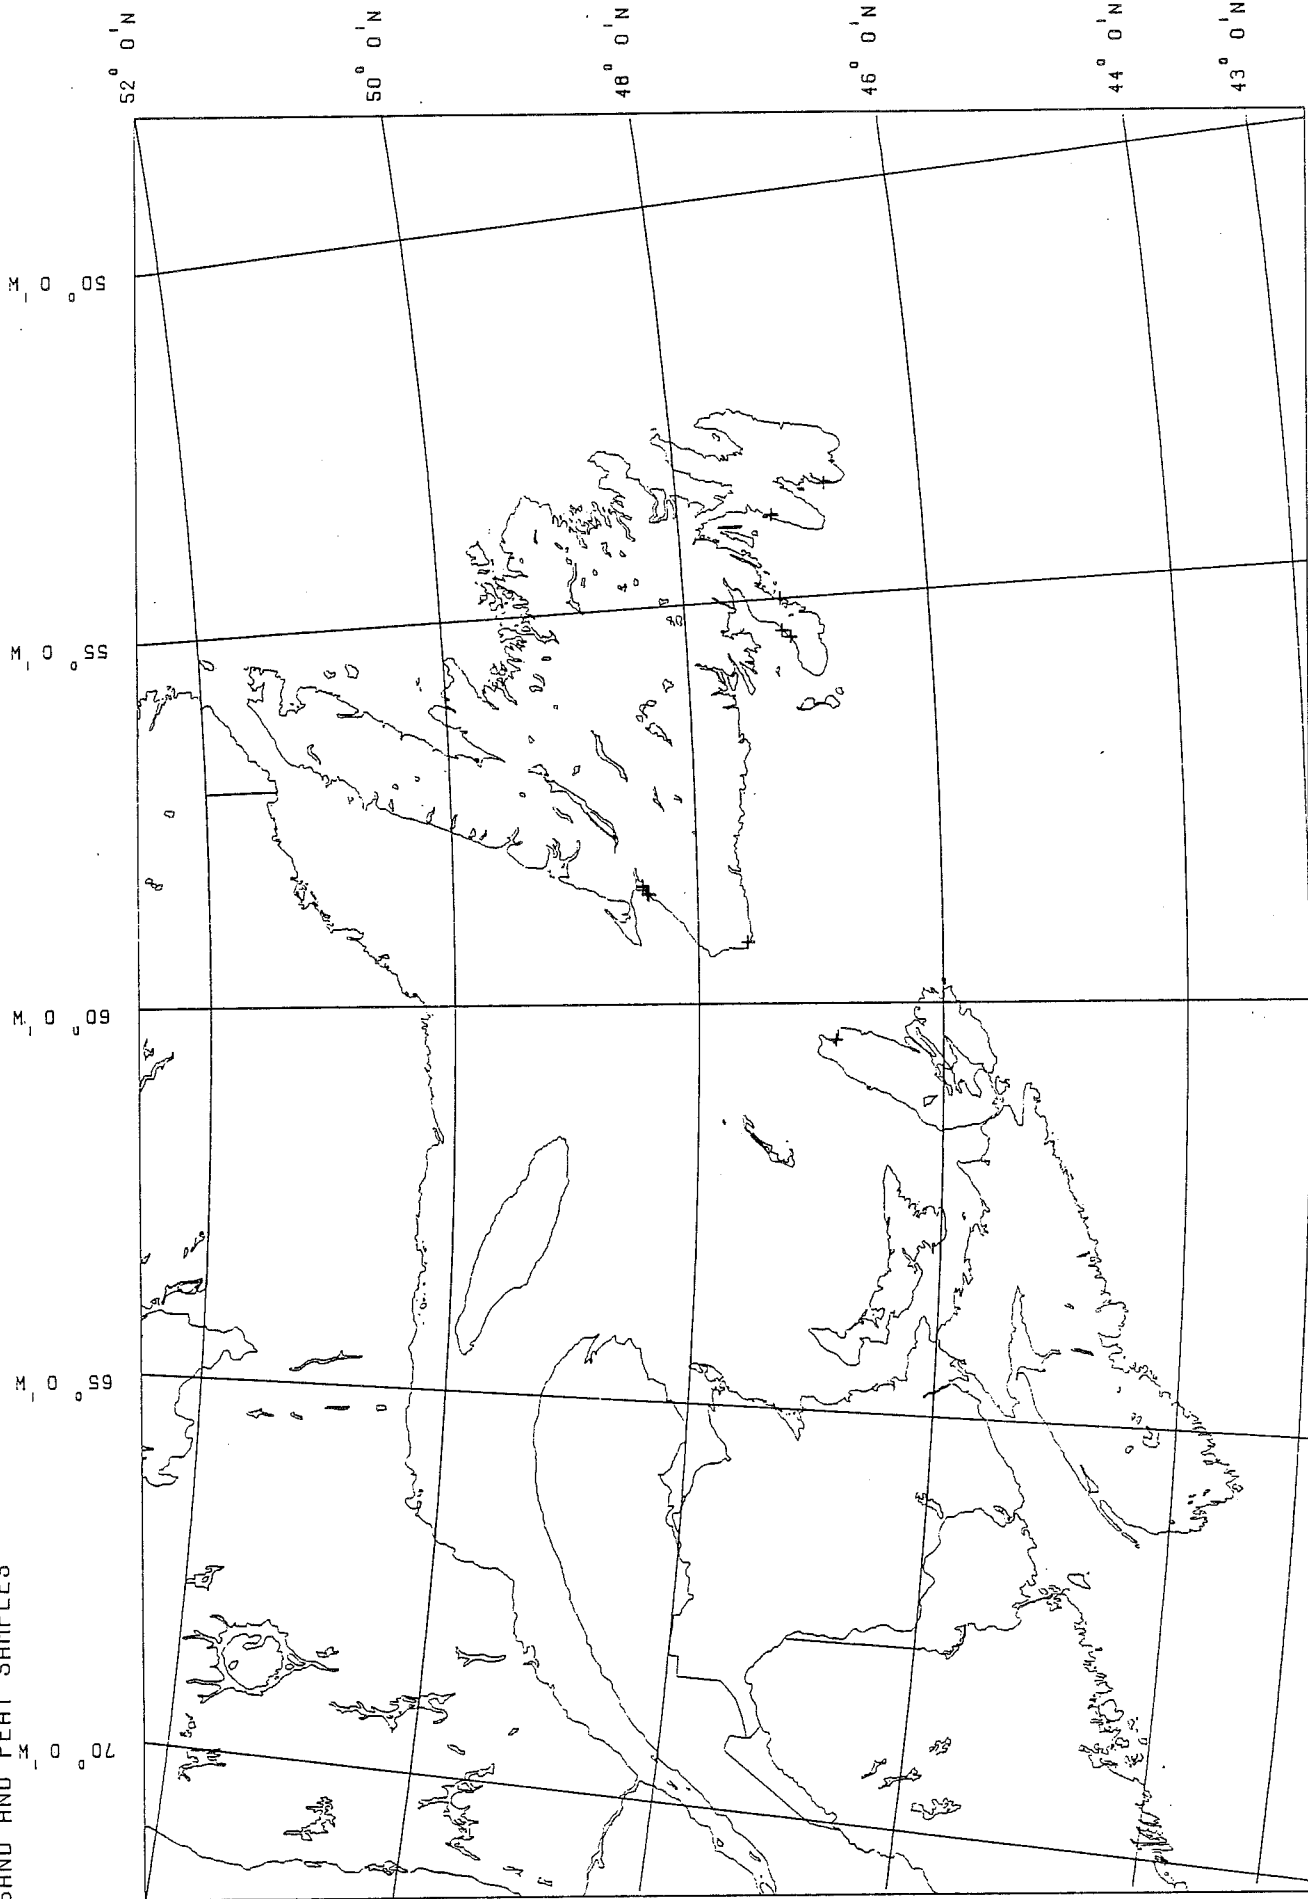 SAND AND PEAT SAMPLES
70° 0' W
65° 0' W
60° 0' W
55° 0' W
50° 0' W
52° 0' N
50° 0' N
48° 0' N
46° 0' N
44° 0' N
43° 0' N